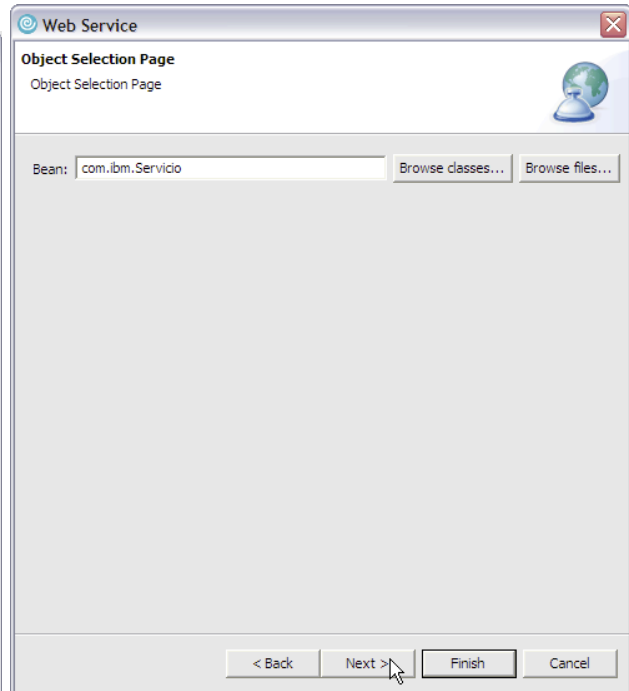 Web Service
Object Selection Page
Object Selection Page
Bean: com.ibm.Servicio Browse classes... Browse files...
< Back Next > Finish Cancel